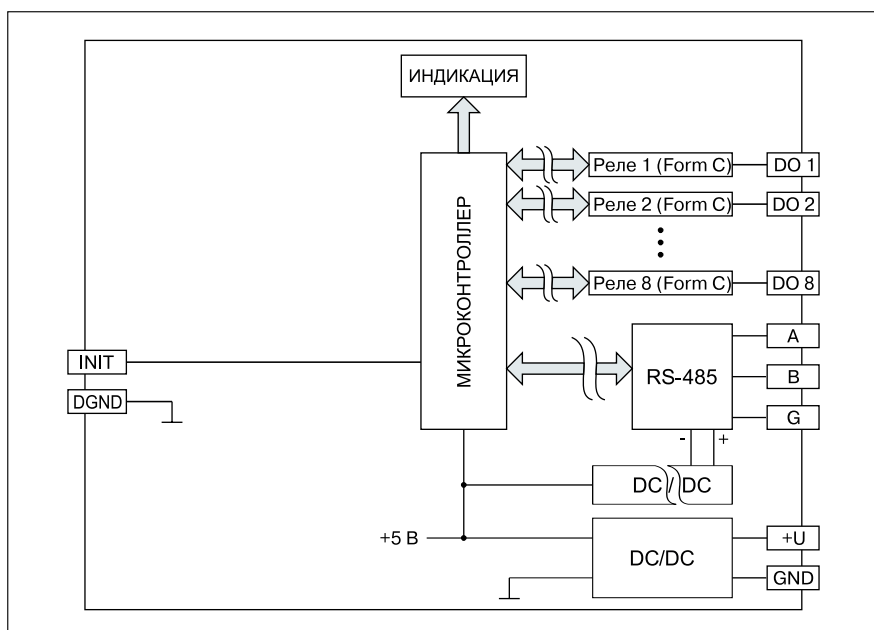 ИНДИКАЦИЯ
МИКРОКОНТРОЛЛЕР
Реле 1 (Form C)
DO 1
Реле 2 (Form C)
DO 2
Реле 8 (Form C)
DO 8
INIT
DGND
RS-485
A
B
G
- +
DC / DC
+5 В
DC/DC
+U
GND